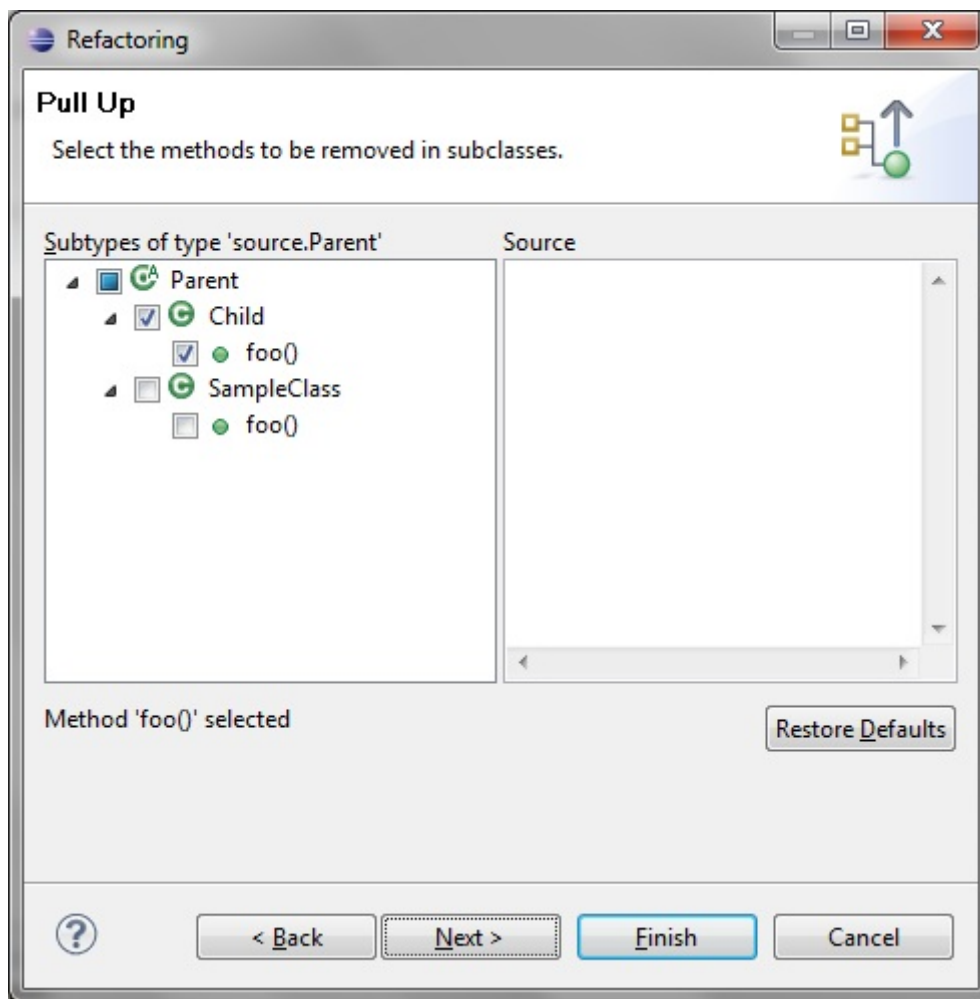 Refactoring
Pull Up
Select the methods to be removed in subclasses.
Subtypes of type 'source.Parent' Source
Parent
Child
foo()
SampleClass
foo()
Method 'foo()' selected
Restore Defaults
? < Back Next > Finish Cancel